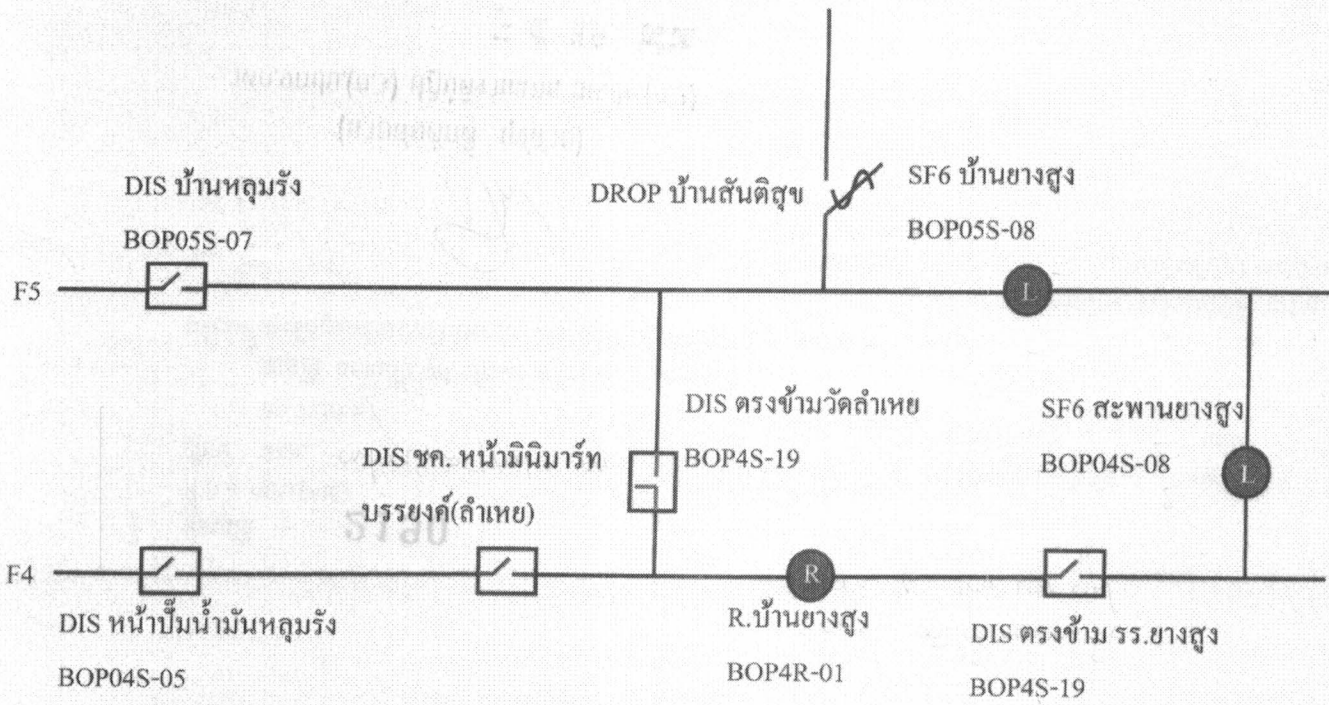 DIS บ้านหลุมรัง
BOP05S-07
DROP บ้านสันติสุข
SF6 บ้านยางสูง
BOP05S-08
F5
L
DIS ตรงข้ามวัดลำเหย
BOP4S-19
SF6 สะพานยางสูง
BOP04S-08
L
DIS ชค. หน้ามินิมาร์ท
บรรยงค์(ลำเหย)
F4
R
DIS หน้าปั๊มน้ำมันหลุมรัง
BOP04S-05
R.บ้านยางสูง
BOP4R-01
DIS ตรงข้าม รร.ยางสูง
BOP4S-19